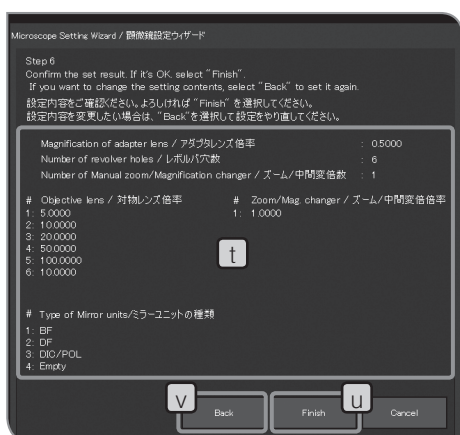 Microscope Setting Wizard / 顕微鏡設定ウィザード
Step 6
Confirm the set result. If it's OK, select "Finish".
If you want to change the setting contents, select "Back" to set it again.
設定内容をご確認ください。よろしければ "Finish" を選択してください。
設定内容を変更したい場合は、"Back"を選択して設定をやり直してください。
Magnification of adapter lens / アダプタレンズ倍率 : 0.5000
Number of revolver holes / レボルバ穴数 : 6
Number of Manual zoom/Magnification changer / ズーム/中間変倍数 : 1
# Objective lens / 対物レンズ倍率 # Zoom/Mag. changer / ズーム/中間変倍倍率
1: 5.0000 1: 1.0000
2: 10.0000
3: 20.0000
4: 50.0000
5: 100.0000
6: 10.0000
t
# Type of Mirror units/ミラーユニットの種類
1: BF
2: DF
3: DIC/POL
4: Empty
v u
Back Finish Cancel